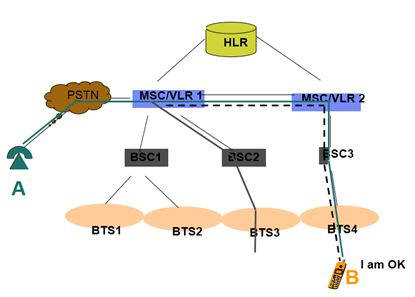 HLR
PSTN
MSC/VLR 1
MSC/VLR 2
BSC1
BSC2
BSC3
A
BTS1
BTS2
BTS3
BTS4
I am OK
B